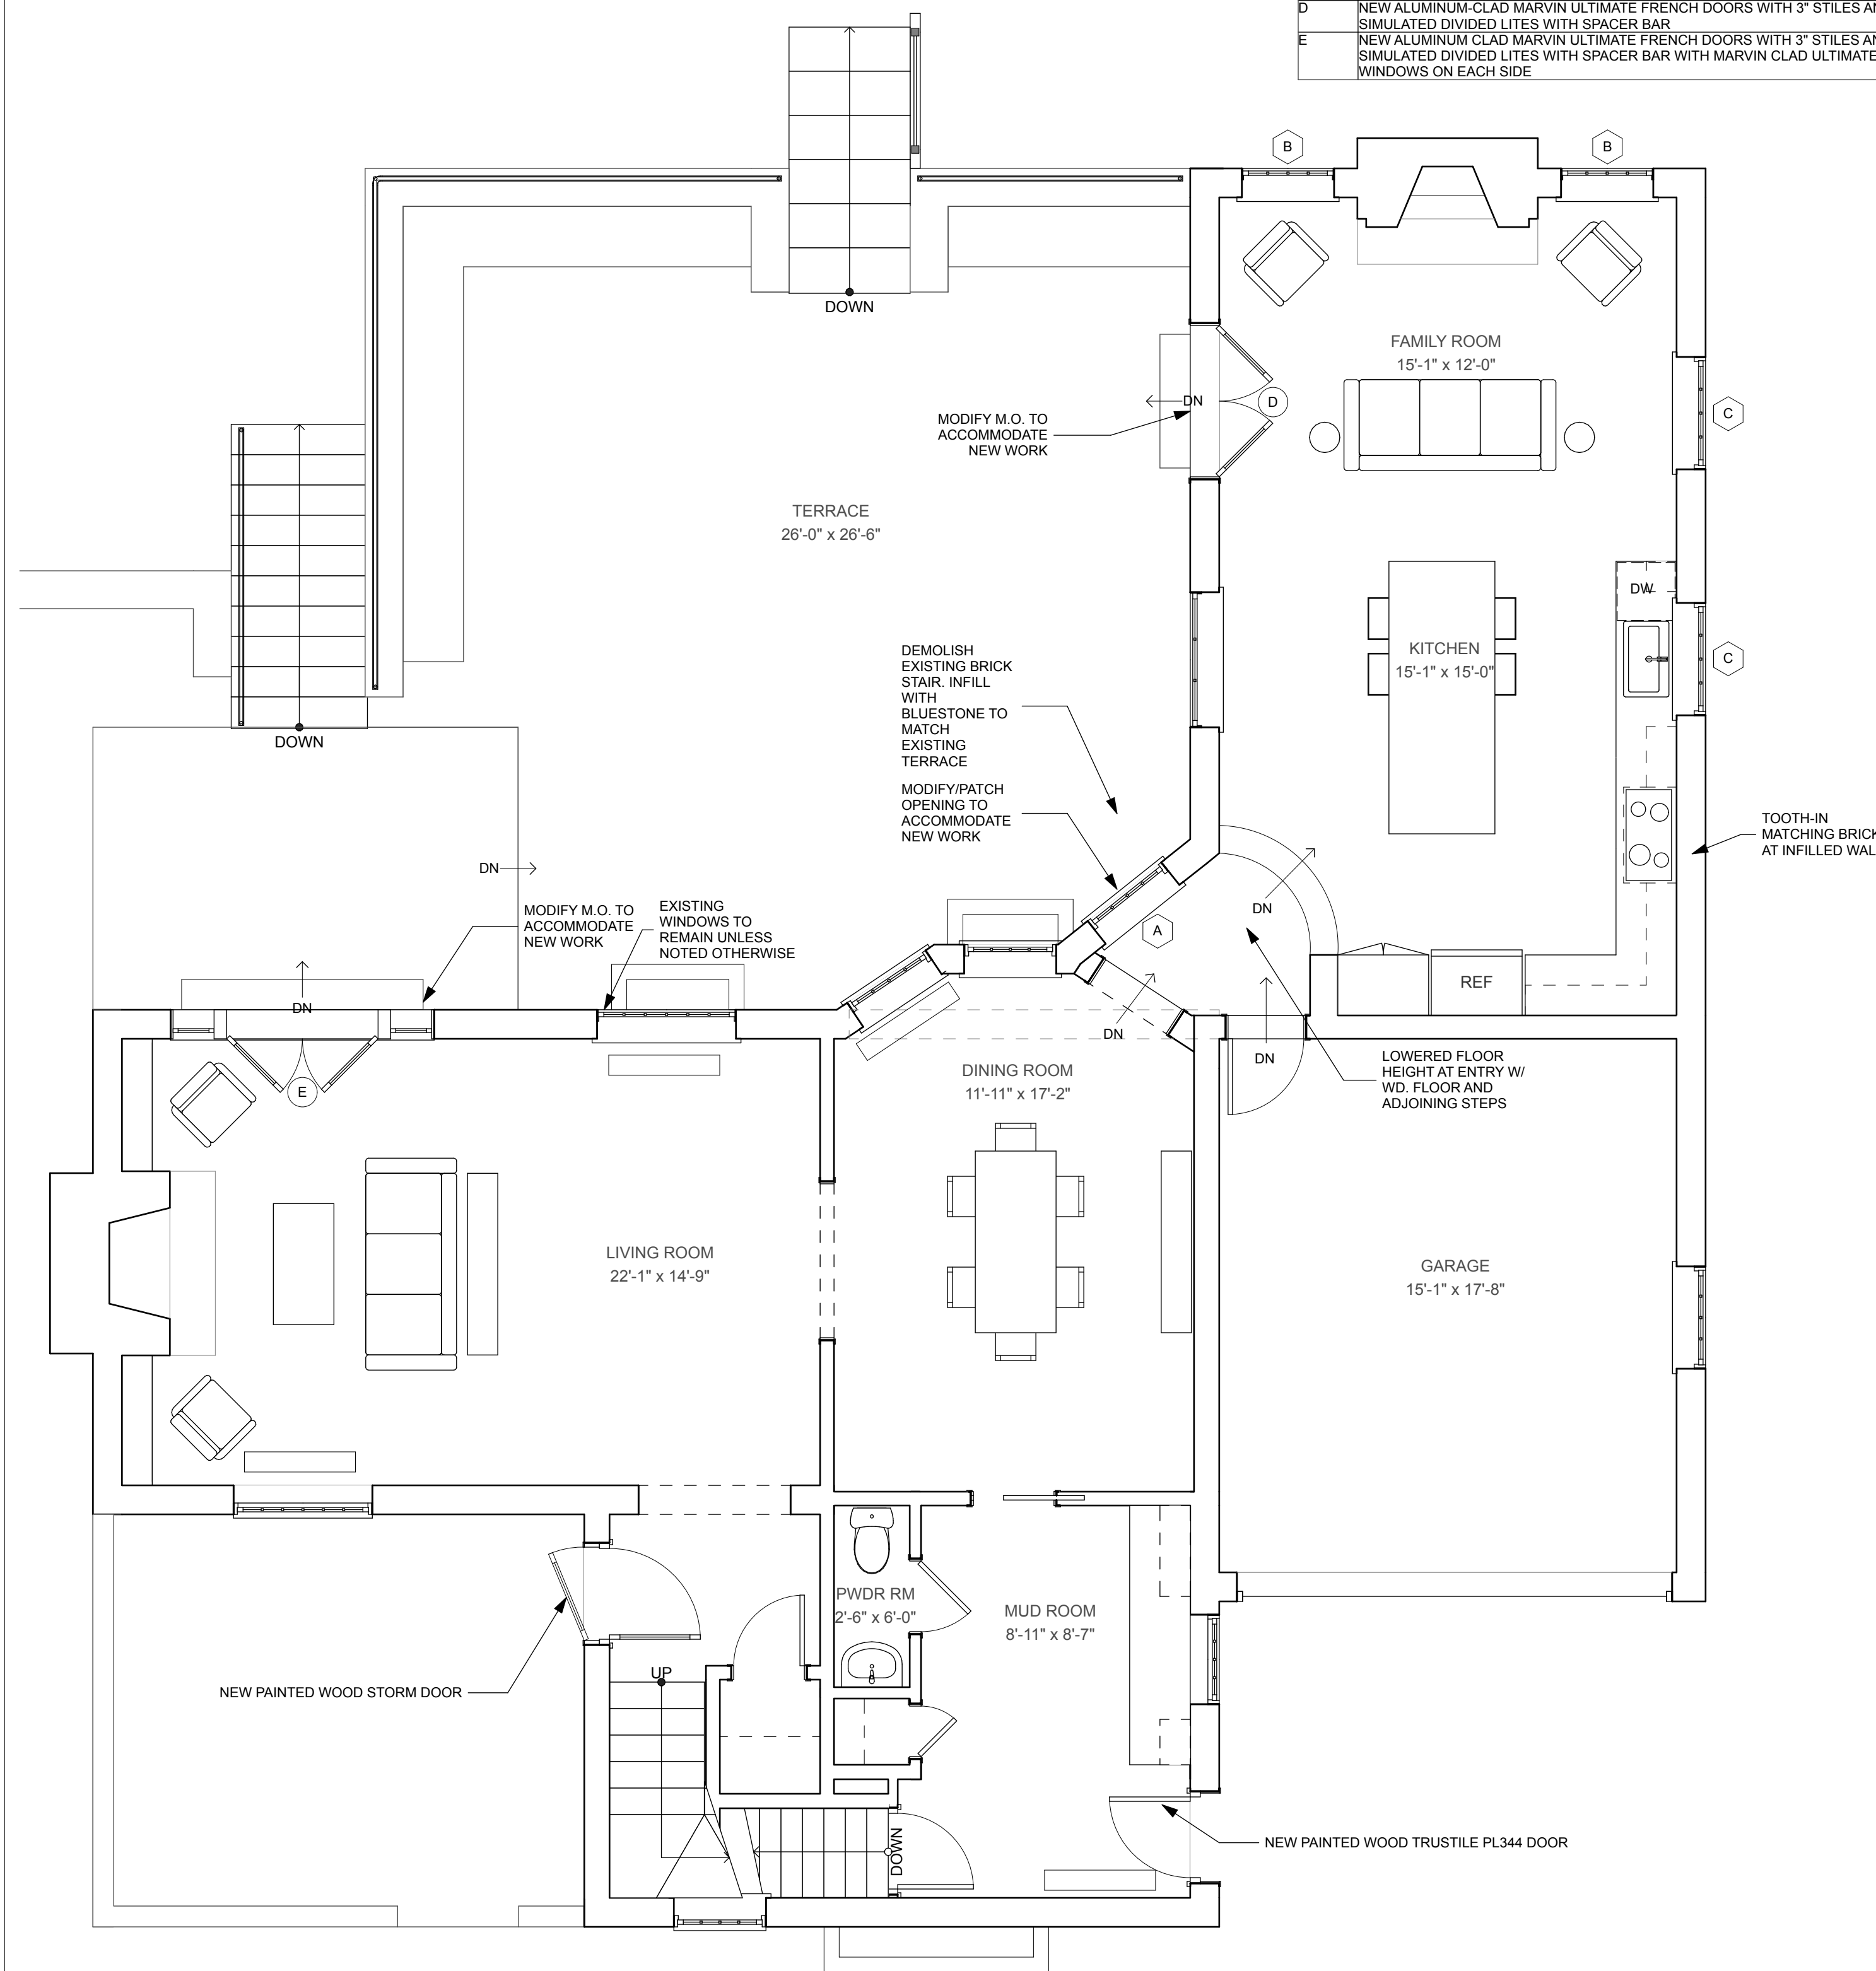 D NEW ALUMINUM-CLAD MARVIN ULTIMATE FRENCH DOORS WITH 3" STILES
SIMULATED DIVIDED LITES WITH SPACER BAR
E NEW ALUMINUM CLAD MARVIN ULTIMATE FRENCH DOORS WITH 3" STILES
SIMULATED DIVIDED LITES WITH SPACER BAR WITH MARVIN CLAD ULTIMATE
WINDOWS ON EACH SIDE
B
B
DOWN
FAMILY ROOM
15'-1" x 12'-0"
DN
D
C
MODIFY M.O. TO
ACCOMMODATE
NEW WORK
TERRACE
26'-0" x 26'-6"
DW
KITCHEN
15'-1" x 15'-0"
C
DEMOLISH
EXISTING BRICK
STAIR. INFILL
WITH
BLUESTONE TO
MATCH
EXISTING
TERRACE
DOWN
MODIFY/PATCH
OPENING TO
ACCOMMODATE
NEW WORK
TOOTH-IN
MATCHING BRICK
AT INFILLED
DN
DN
A
MODIFY M.O. TO
ACCOMMODATE
NEW WORK
EXISTING
WINDOWS TO
REMAIN UNLESS
NOTED OTHERWISE
REF
DN
DN
DN
LOWERED FLOOR
HEIGHT AT ENTRY W/
WD. FLOOR AND
ADJOINING STEPS
E
DINING ROOM
11'-11" x 17'-2"
LIVING ROOM
22'-1" x 14'-9"
GARAGE
15'-1" x 17'-8"
PWDR RM
2'-6" x 6'-0"
MUD ROOM
8'-11" x 8'-7"
UP
NEW PAINTED WOOD STORM DOOR
DOWN
NEW PAINTED WOOD TRUSTILE PL344 DOOR